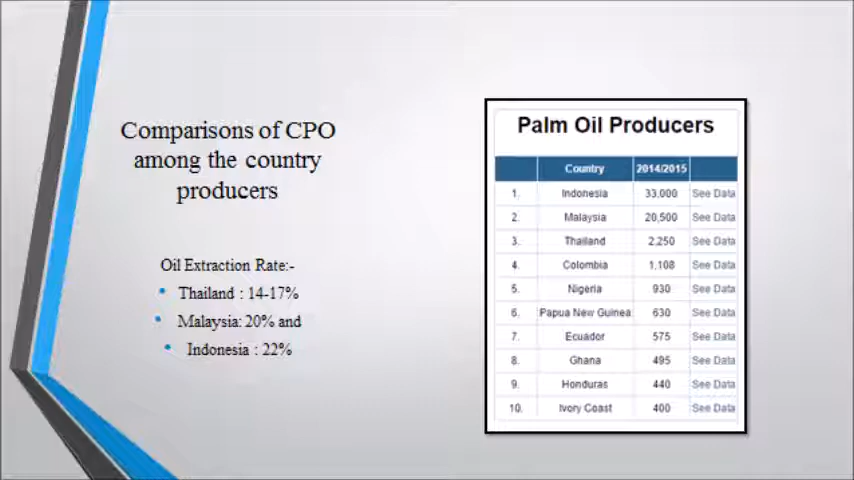 Comparisons of CPO
among the country
producers
Oil Extraction Rate:-
• Thailand : 14-17%
• Malaysia: 20% and
• Indonesia : 22%
Palm Oil Producers
Country 2014/2015
1. Indonesia 33,000 See Data
2. Malaysia 20,500 See Data
3. Thailand 2,250 See Data
4. Colombia 1,108 See Data
5. Nigeria 930 See Data
6. Papua New Guinea 630 See Data
7. Ecuador 575 See Data
8. Ghana 495 See Data
9. Honduras 440 See Data
10. Ivory Coast 400 See Data